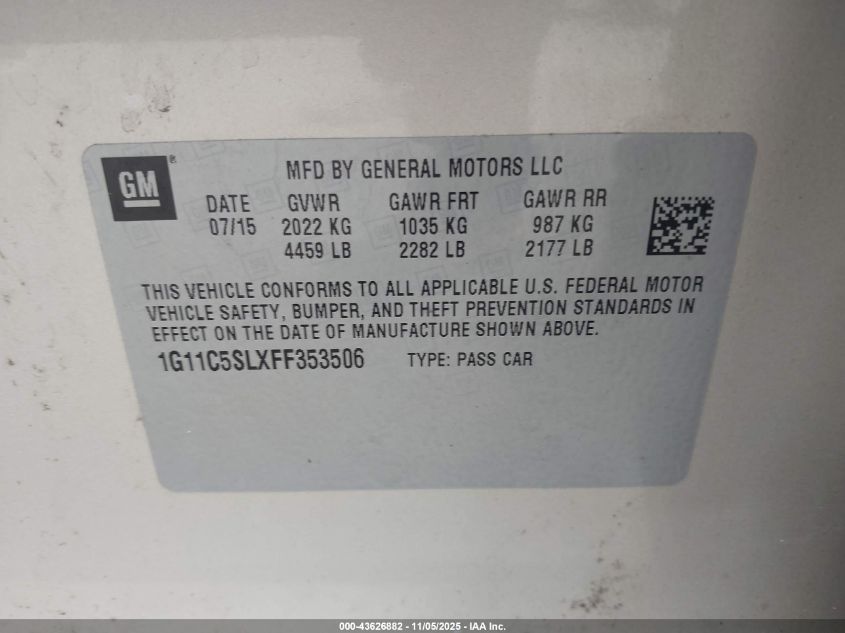 GM®
MFD BY GENERAL MOTORS LLC
DATE GVWR GAWR FRT GAWR RR
07/15 2022 KG 1035 KG 987 KG
4459 LB 2282 LB 2177 LB
THIS VEHICLE CONFORMS TO ALL APPLICABLE U.S. FEDERAL MOTOR
VEHICLE SAFETY, BUMPER, AND THEFT PREVENTION STANDARDS IN
EFFECT ON THE DATE OF MANUFACTURE SHOWN ABOVE.
1G11C5SLXFF353506 TYPE: PASS CAR
000-43626882 - 11/05/2025 - IAA Inc.